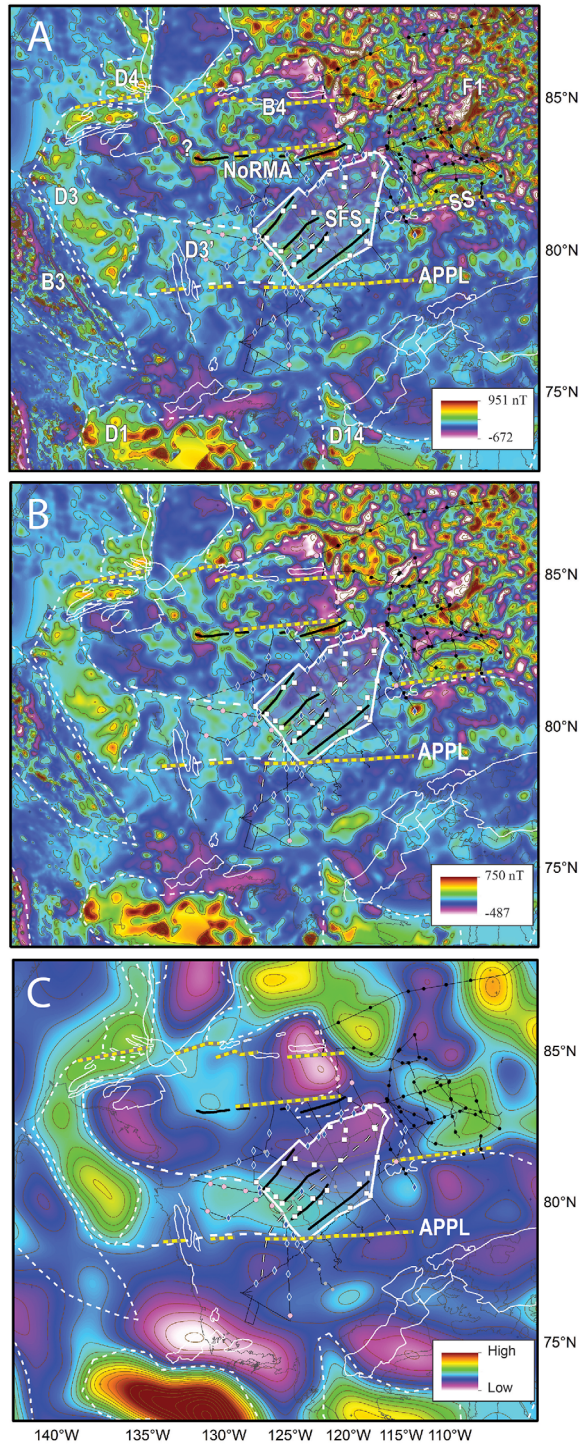 A
D4
85°N
F1
B4
?
NoRMA
D3
SS
SFS
D3'
80°N
B3
APPL
75°N
951 nT
-672
D1
D14
B
85°N
80°N
APPL
75°N
750 nT
-487
C
85°N
80°N
APPL
75°N
High
Low
140°W 135°W 130°W 125°W 120°W 115°W 110°W